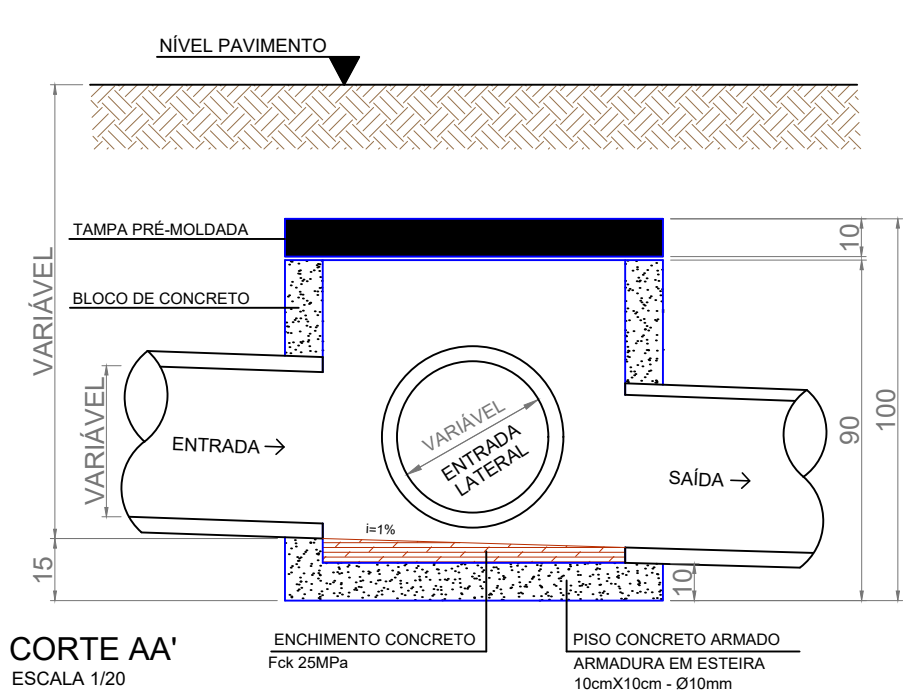 NÍVEL PAVIMENTO
TAMPA PRÉ-MOLDADA
10
BLOCO DE CONCRETO
VARIÁVEL
VARIÁVEL
ENTRADA →
VARIÁVEL
ENTRADA
LATERAL
SAÍDA →
90
100
i=1%
15
10
CORTE AA'
ESCALA 1/20
ENCHIMENTO CONCRETO
Fck 25MPa
PISO CONCRETO ARMADO
ARMADURA EM ESTEIRA
10cmX10cm - Ø10mm